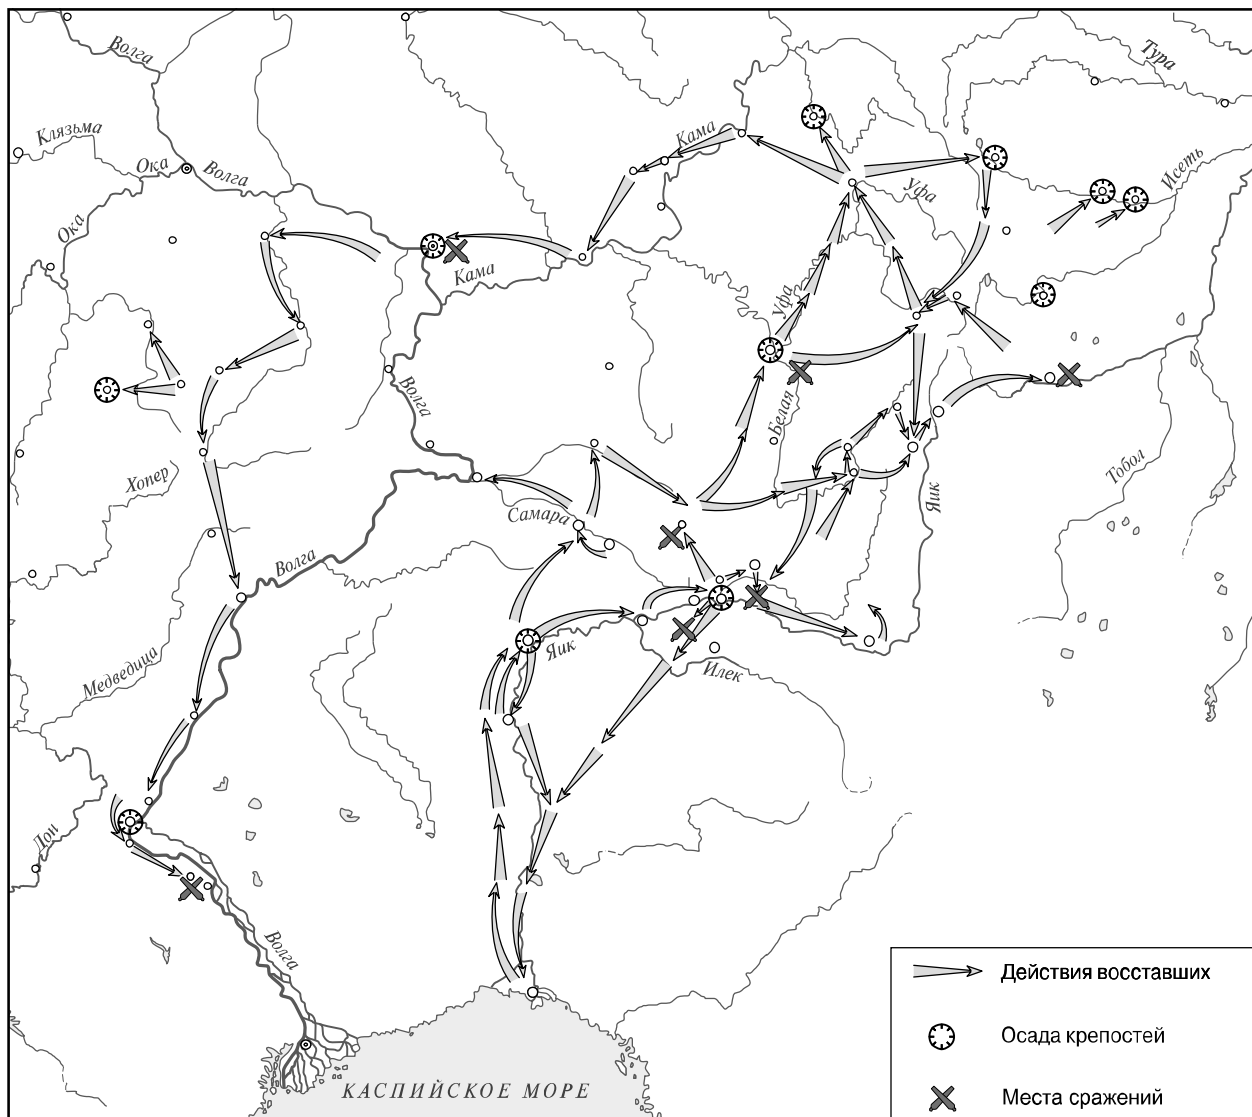 Волга
Тура
Клязьма
Кама
Ока
Волга
Исеть
Уфа
Ока
Кама
Уфа
Волга
Белая
Хопер
Тобол
Яик
Самара
Волга
Медведица
Яик
Илек
Дон
Волга
Действия восставших
Осада крепостей
КАСПИЙСКОЕ МОРЕ
Места сражений